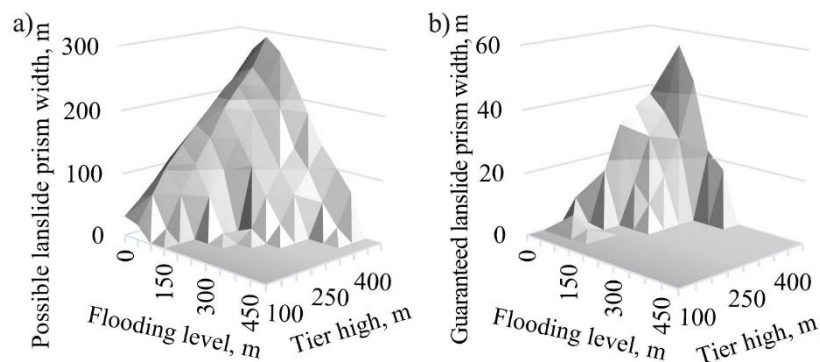 a)
Possible lanslide prism width, m
300
200
100
0
0
150
300
450
Flooding level, m
100
250
400
Tier high, m
b)
Guaranteed lanslide prism width, m
60
40
20
0
0
150
300
450
Flooding level, m
100
250
400
Tier high, m